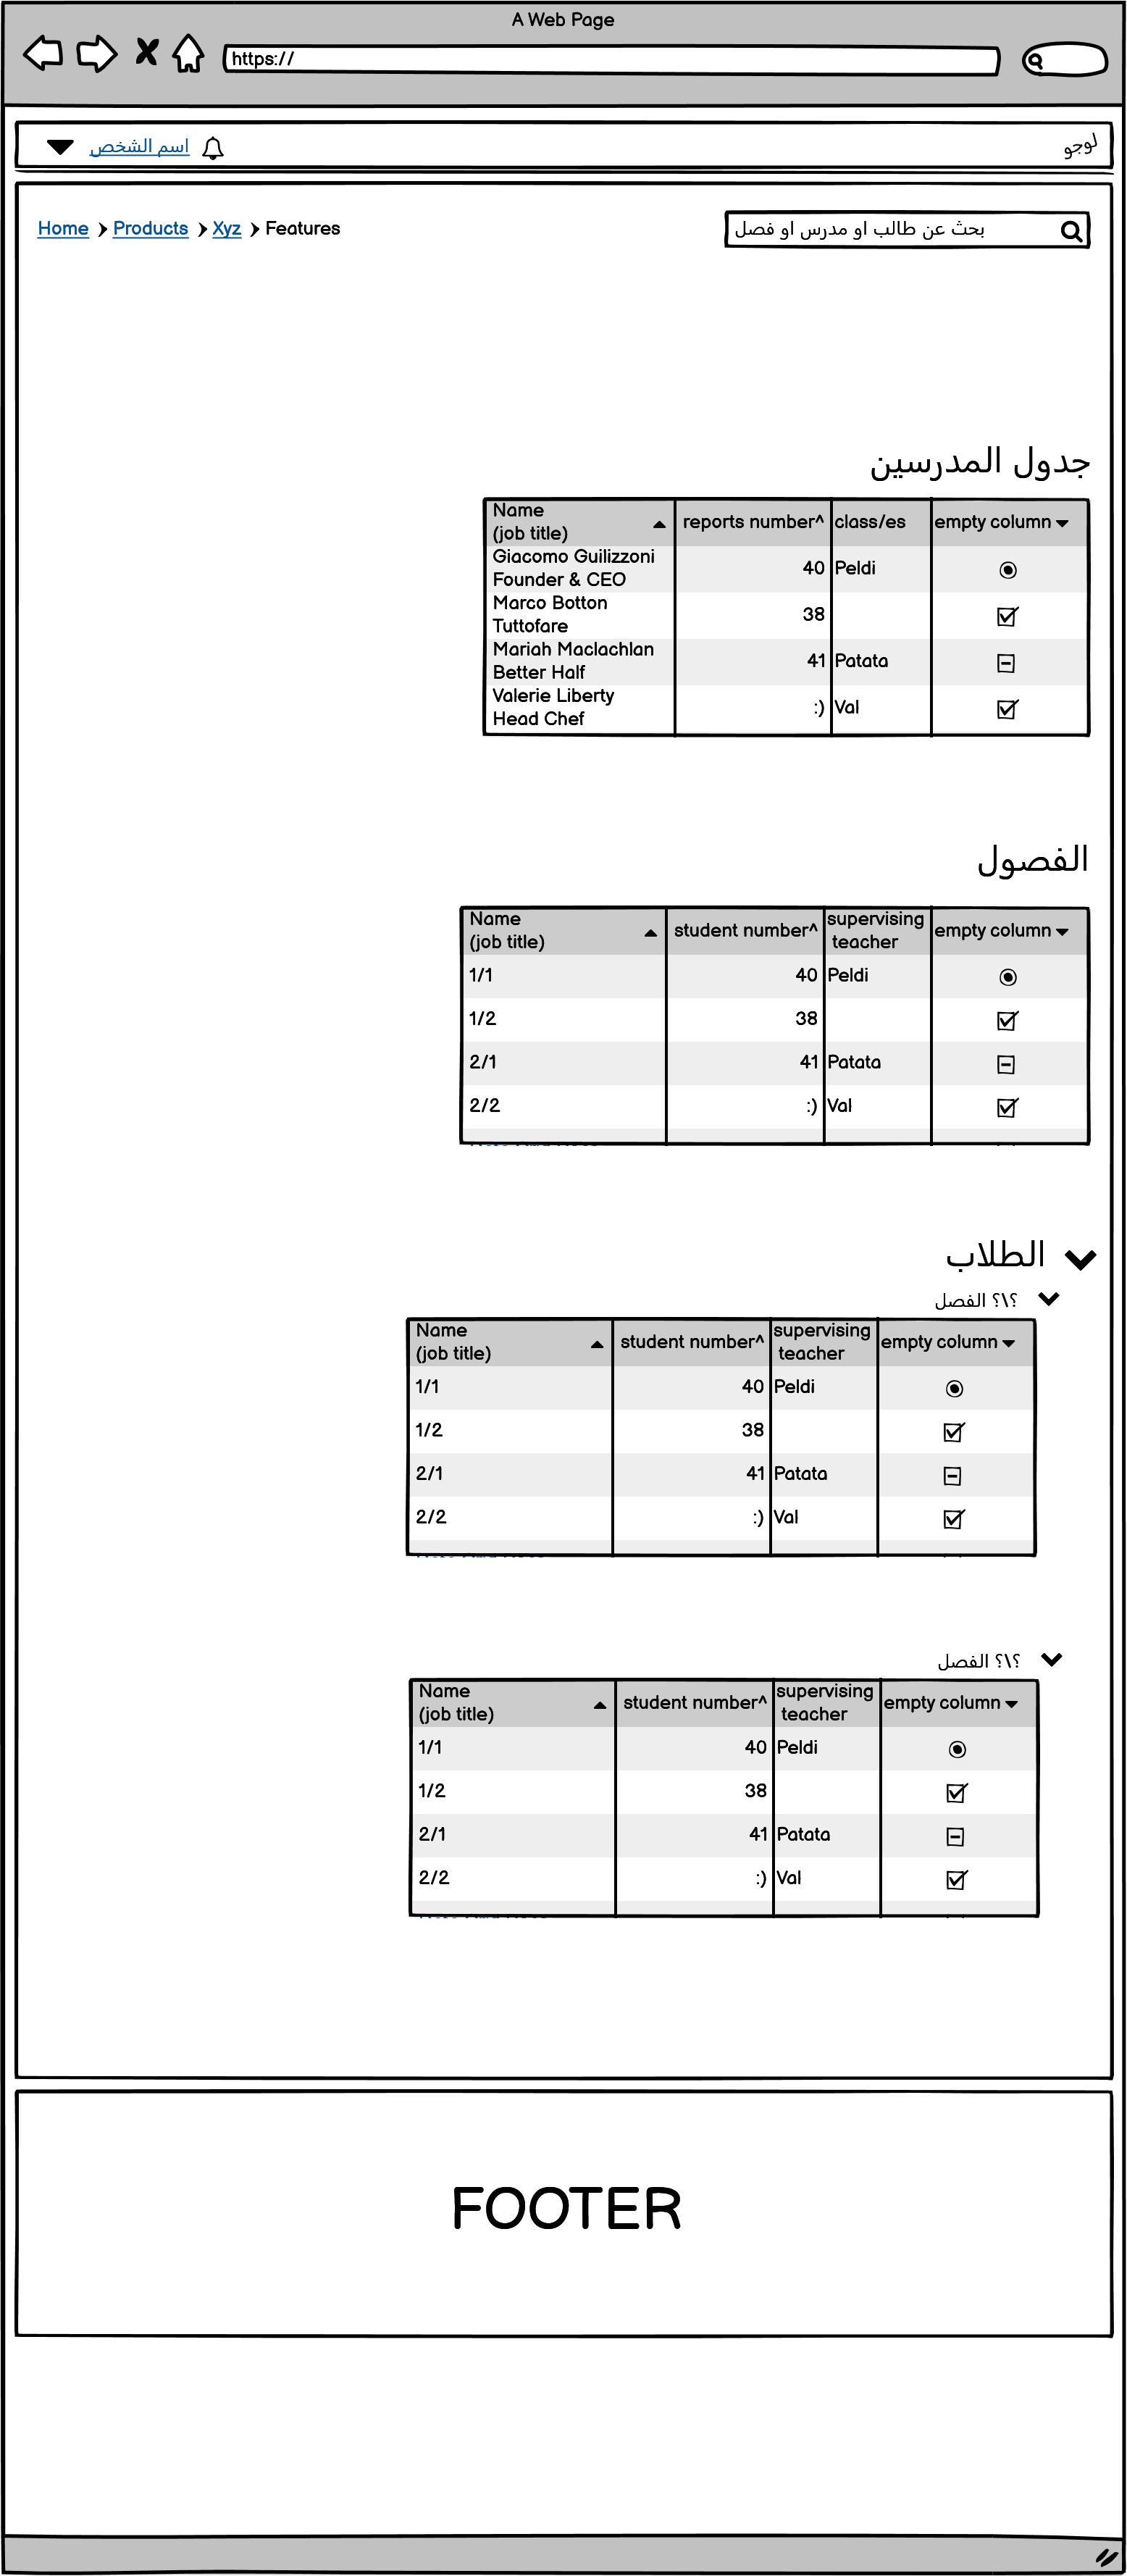 A Web Page
https://
اسم الشخص
لوجو
Home Products Xyz Features
بحث عن طالب او مدرس او فصل
جدول المدرسين
Name
(job title)
reports number^
class/es
empty column
Giacomo Guilizzoni
Founder & CEO
40
Peldi
Marco Botton
Tuttofare
38
Mariah Maclachlan
Better Half
41
Patata
Valerie Liberty
Head Chef
:)
Val
الفصول
Name
(job title)
student number^
supervising
teacher
empty column
1/1 40 Peldi
1/2 38
2/1 41 Patata
2/2 :) Val
الطلاب
؟\؟ الفصل
Name
(job title)
student number^
supervising
teacher
empty column
1/1 40 Peldi
1/2 38
2/1 41 Patata
2/2 :) Val
؟\؟ الفصل
Name
(job title)
student number^
supervising
teacher
empty column
1/1 40 Peldi
1/2 38
2/1 41 Patata
2/2 :) Val
FOOTER